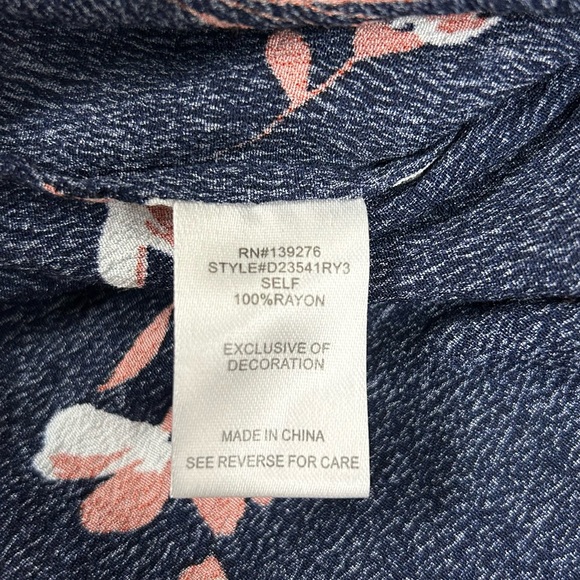 RN#139276
STYLE#D23541RY3
SELF
100%RAYON
EXCLUSIVE OF
DECORATION
MADE IN CHINA
SEE REVERSE FOR CARE